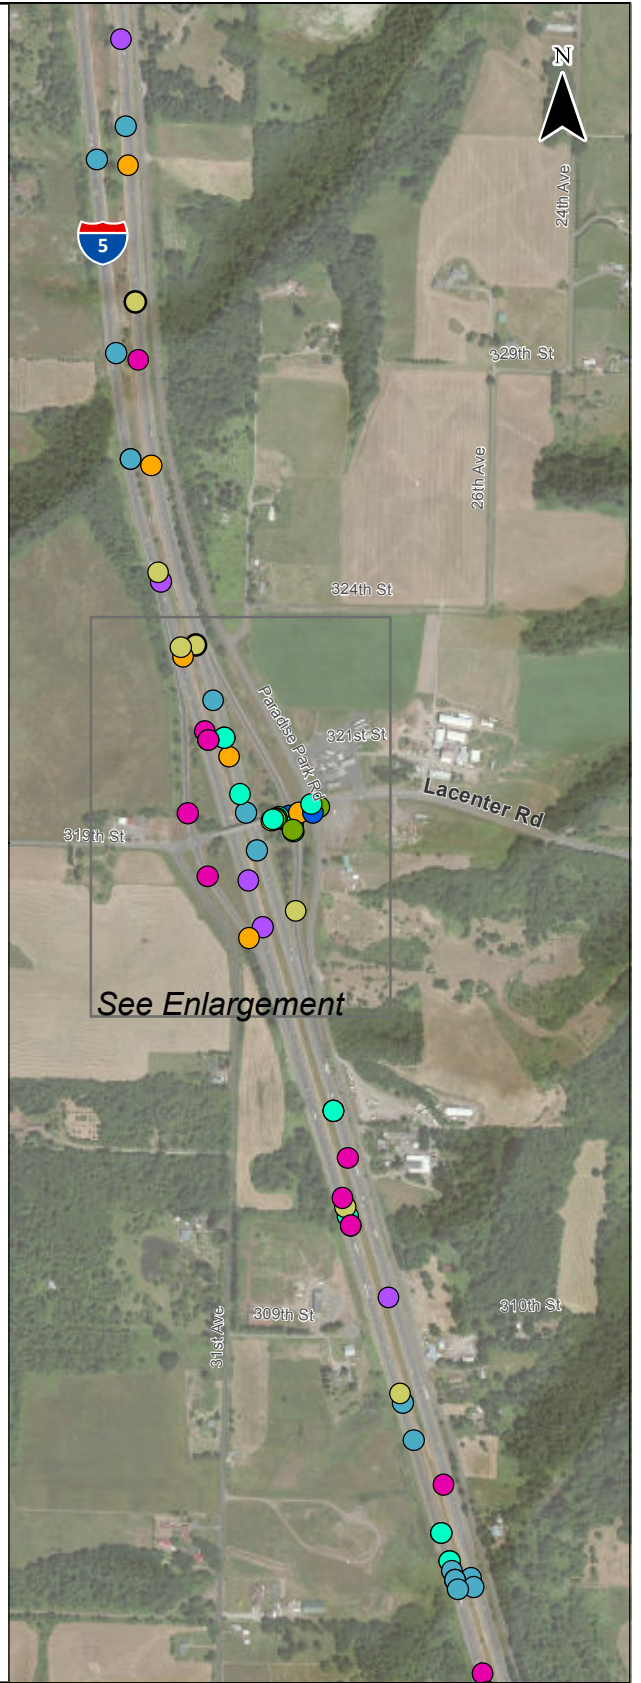 N
24th Ave
5
329th St
26th Ave
324th St
Paradise Park Rd
321st St
Lacenter Rd
319th St
See Enlargement
310th St
309th St
31st Ave